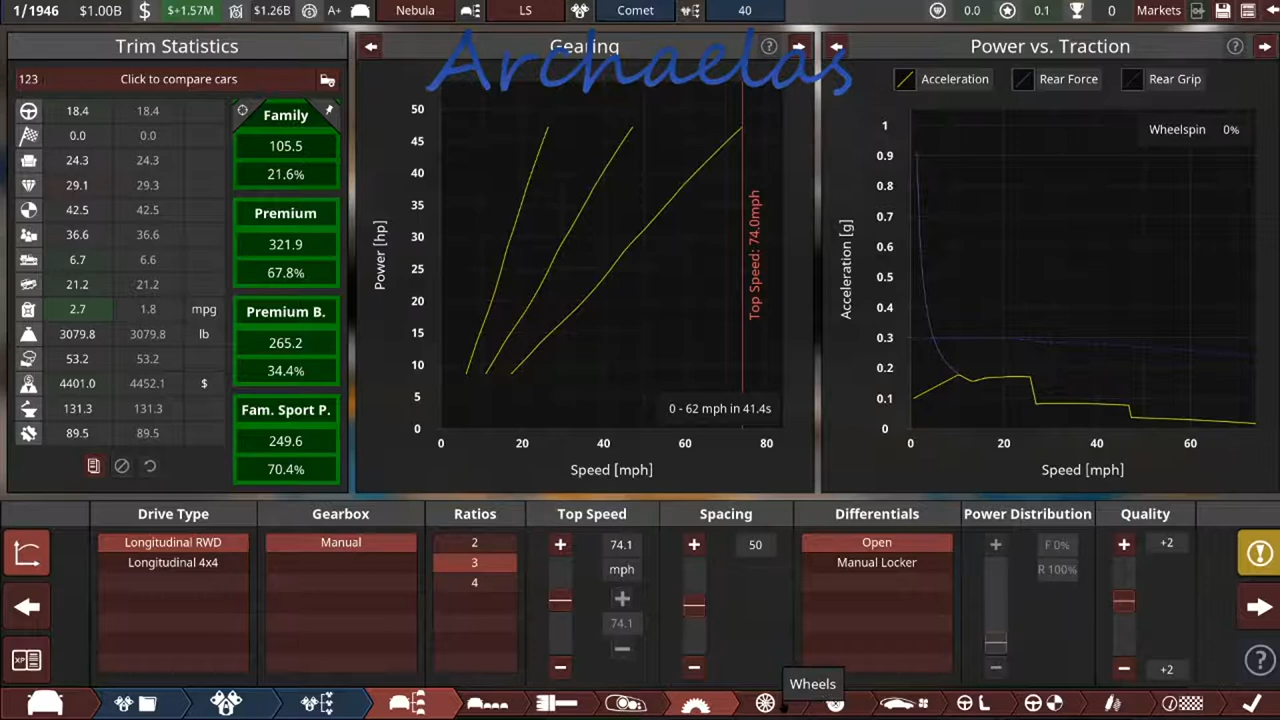 1/1946 $ $+1.57M $1.26B A+ Nebula LS Comet 40 0.0 0.1 0 Markets
Trim Statistics
123 Click to compare cars
18.4 18.4
0.0 0.0
24.3 24.3
29.1 29.3
42.5 42.5
36.6 36.6
6.7 6.6
21.2 21.2
2.7 1.8 mpg
3079.8 3079.8 lb
53.2 53.2
4401.0 4452.1 $
131.3 131.3
89.5 89.5
Family
105.5
21.6%
Premium
321.9
67.8%
Premium B.
265.2
34.4%
Fam. Sport P.
249.6
70.4%
Gearing ?
Archaelas
50
45
40
35
30
25
20
15
10
5
0
Power [hp]
Top Speed: 74.0mph
0 - 62 mph in 41.4s
0 20 40 60 80
Speed [mph]
Power vs. Traction ?
Acceleration Rear Force Rear Grip
Wheelspin 0%
1
0.9
0.8
0.7
0.6
0.5
0.4
0.3
0.2
0.1
0
Acceleration [g]
0 20 40 60
Speed [mph]
Drive Type
Longitudinal RWD
Longitudinal 4x4
Gearbox
Manual
Ratios
2
3
4
Top Speed
+ 74.1
mph
+
74.1
−
−
Spacing
+ 50
−
Differentials
Open
Manual Locker
Power Distribution
+ F 0%
R 100%
−
Quality
+ +2
− +2
XP
!
?
Wheels